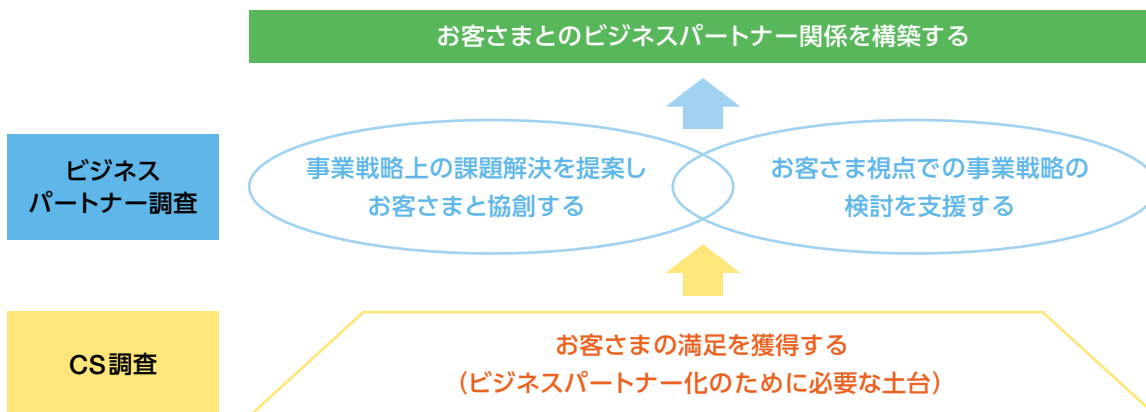 お客さまとのビジネスパートナー関係を構築する
ビジネス
パートナー調査
事業戦略上の課題解決を提案し
お客さまと協創する
お客さま視点での事業戦略の
検討を支援する
CS調査
お客さまの満足を獲得する
（ビジネスパートナー化のために必要な土台）